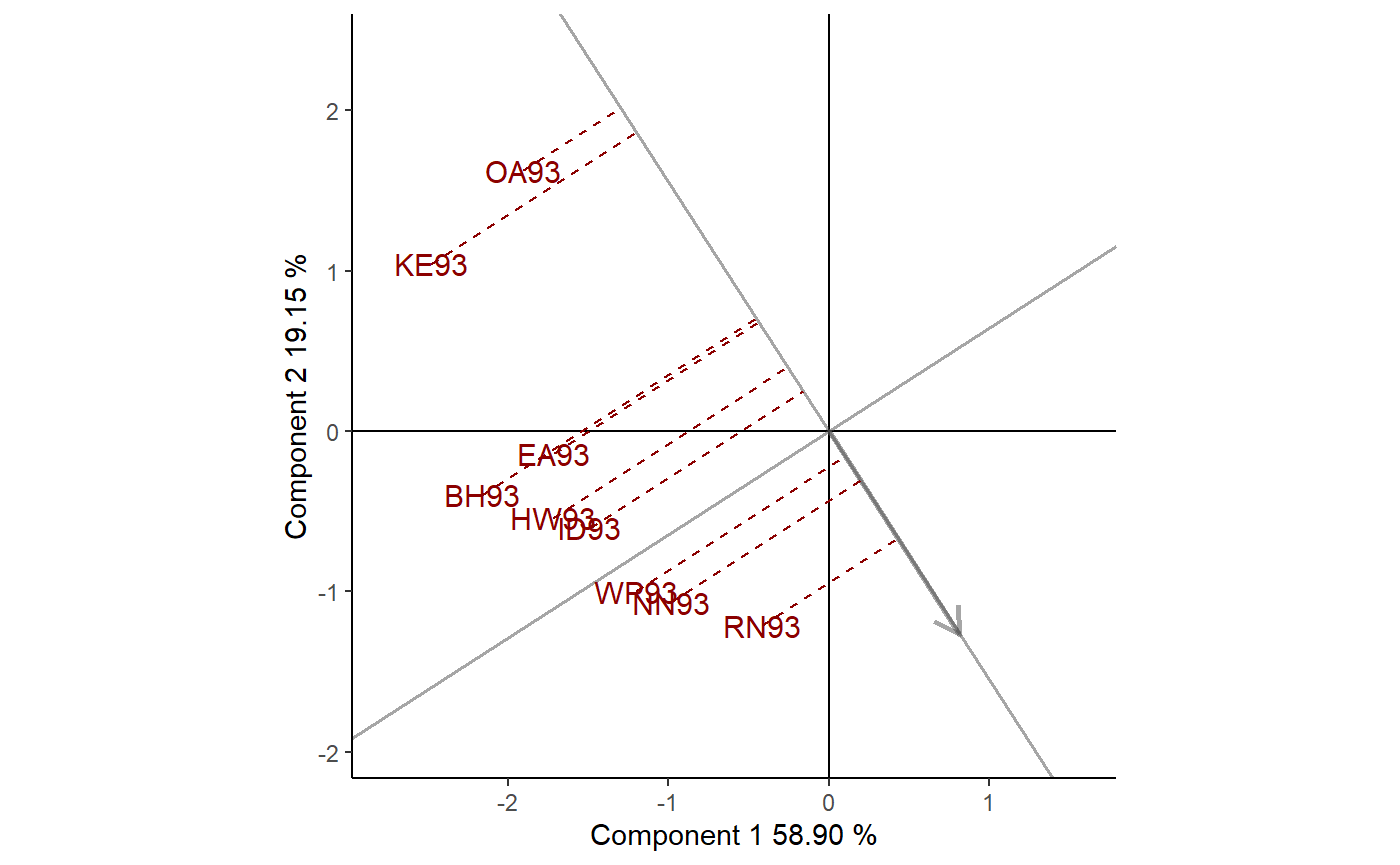 2
OA93
1
KE93
0
EA93
BH93
HW93
ID93
-1
WP93
NN93
RN93
-2
-2
-1
0
1
Component 1 58.90 %
Component 2 19.15 %